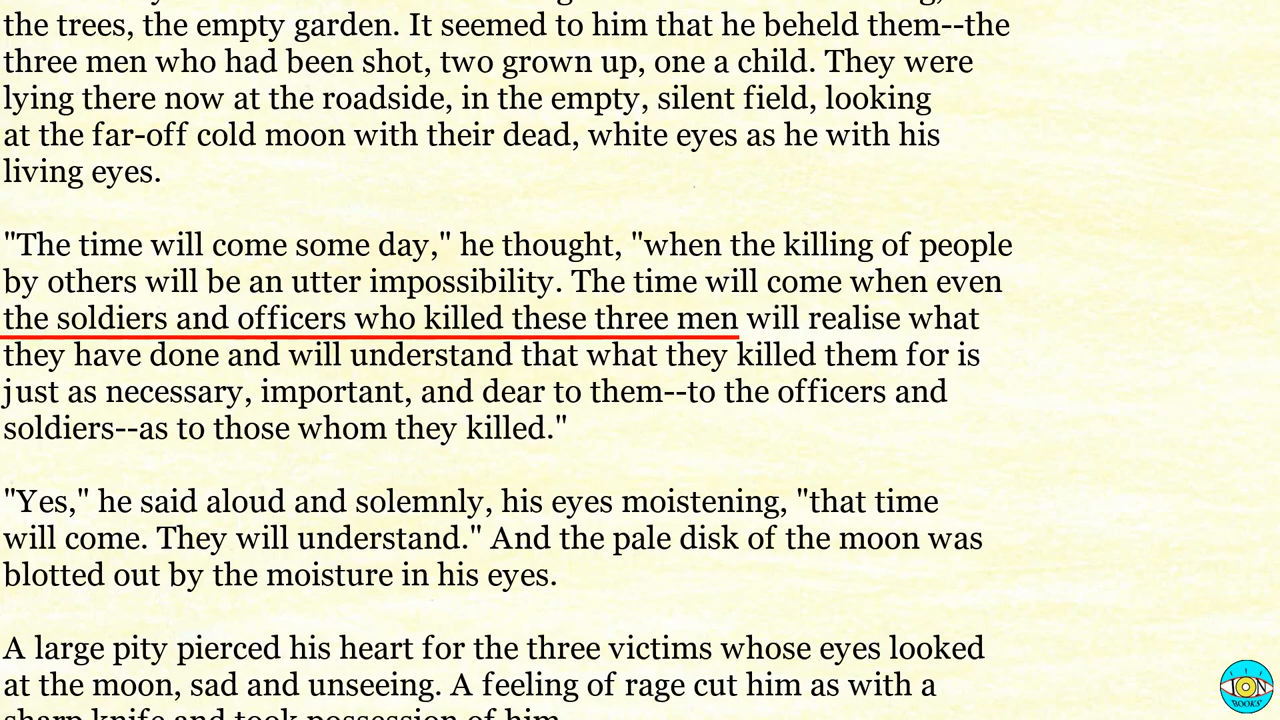 the trees, the empty garden. It seemed to him that he beheld them--the
three men who had been shot, two grown up, one a child. They were
lying there now at the roadside, in the empty, silent field, looking
at the far-off cold moon with their dead, white eyes as he with his
living eyes.
"The time will come some day," he thought, "when the killing of people
by others will be an utter impossibility. The time will come when even
the soldiers and officers who killed these three men will realise what
they have done and will understand that what they killed them for is
just as necessary, important, and dear to them--to the officers and
soldiers--as to those whom they killed."
"Yes," he said aloud and solemnly, his eyes moistening, "that time
will come. They will understand." And the pale disk of the moon was
blotted out by the moisture in his eyes.
A large pity pierced his heart for the three victims whose eyes looked
at the moon, sad and unseeing. A feeling of rage cut him as with a
sharp knife and took possession of him.
ION
BOOKS